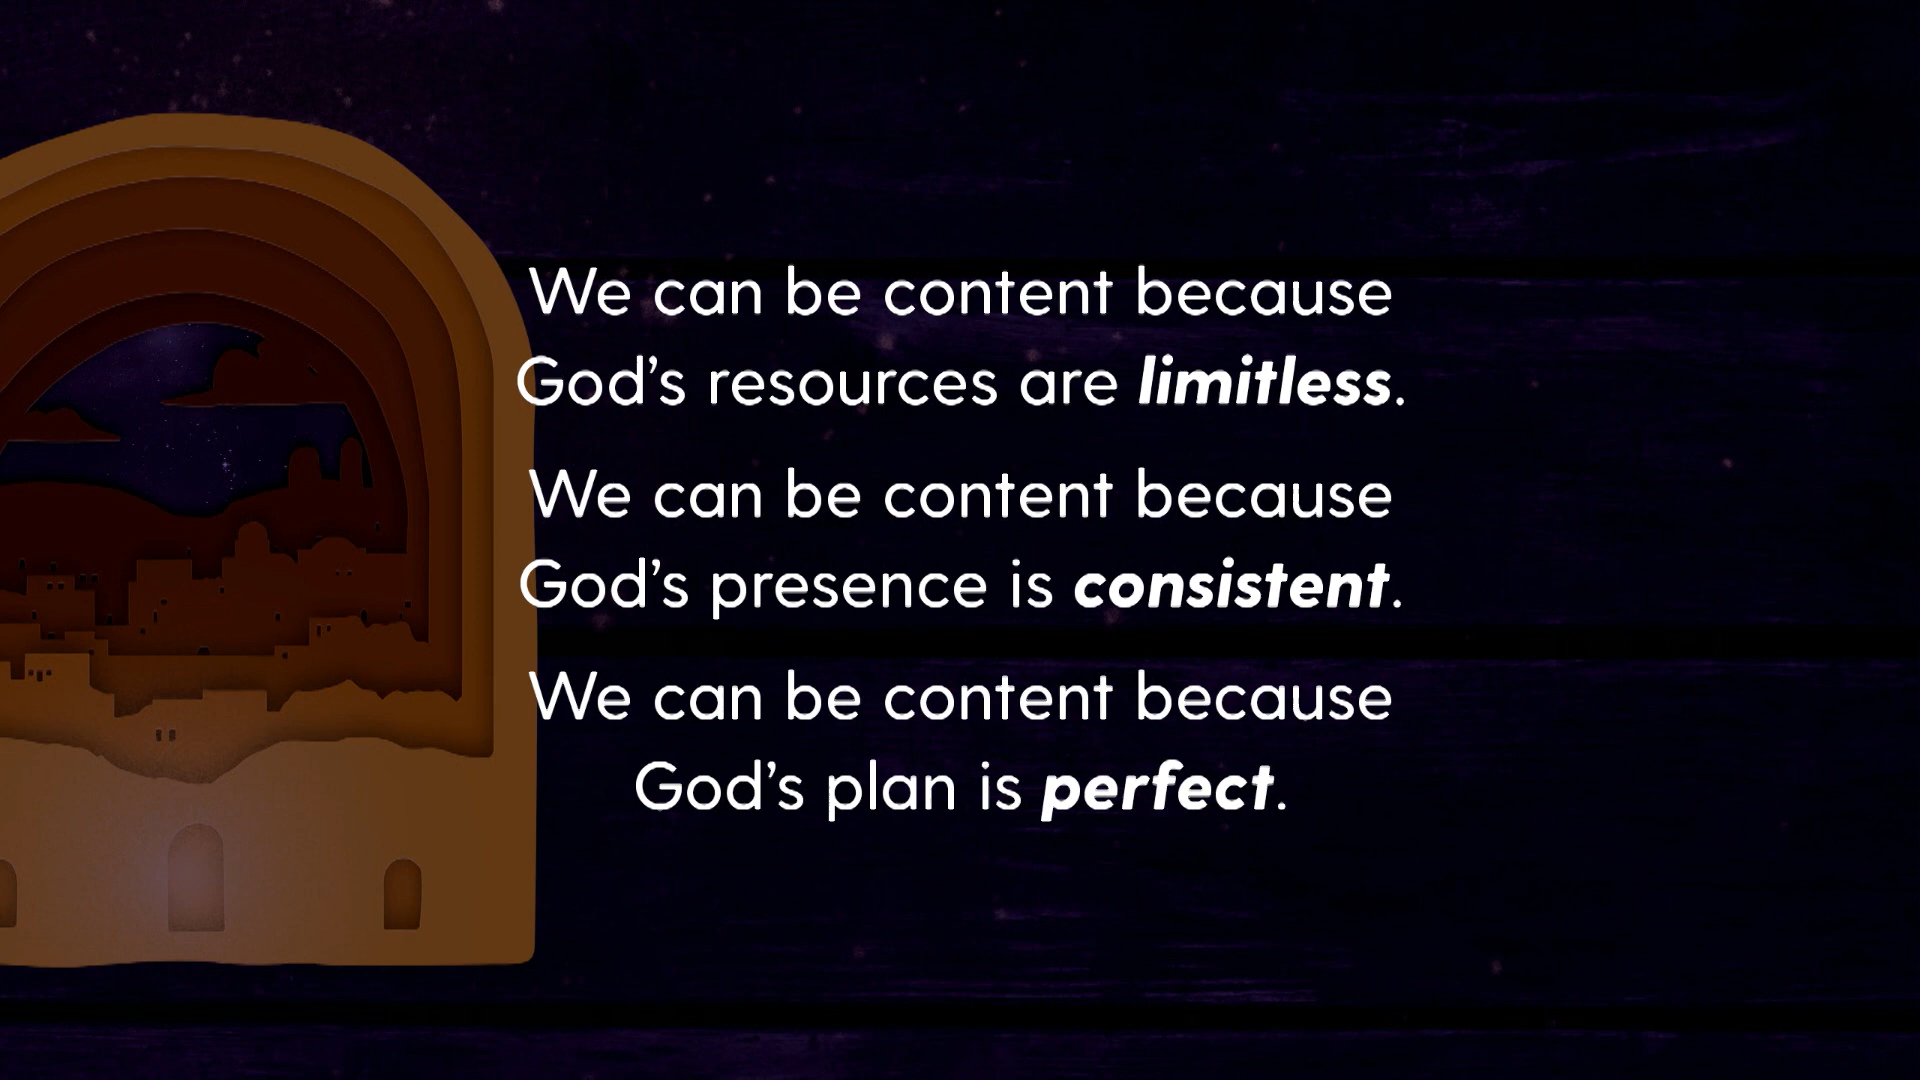 We can be content because
God’s resources are limitless.
We can be content because
God’s presence is consistent.
We can be content because
God’s plan is perfect.